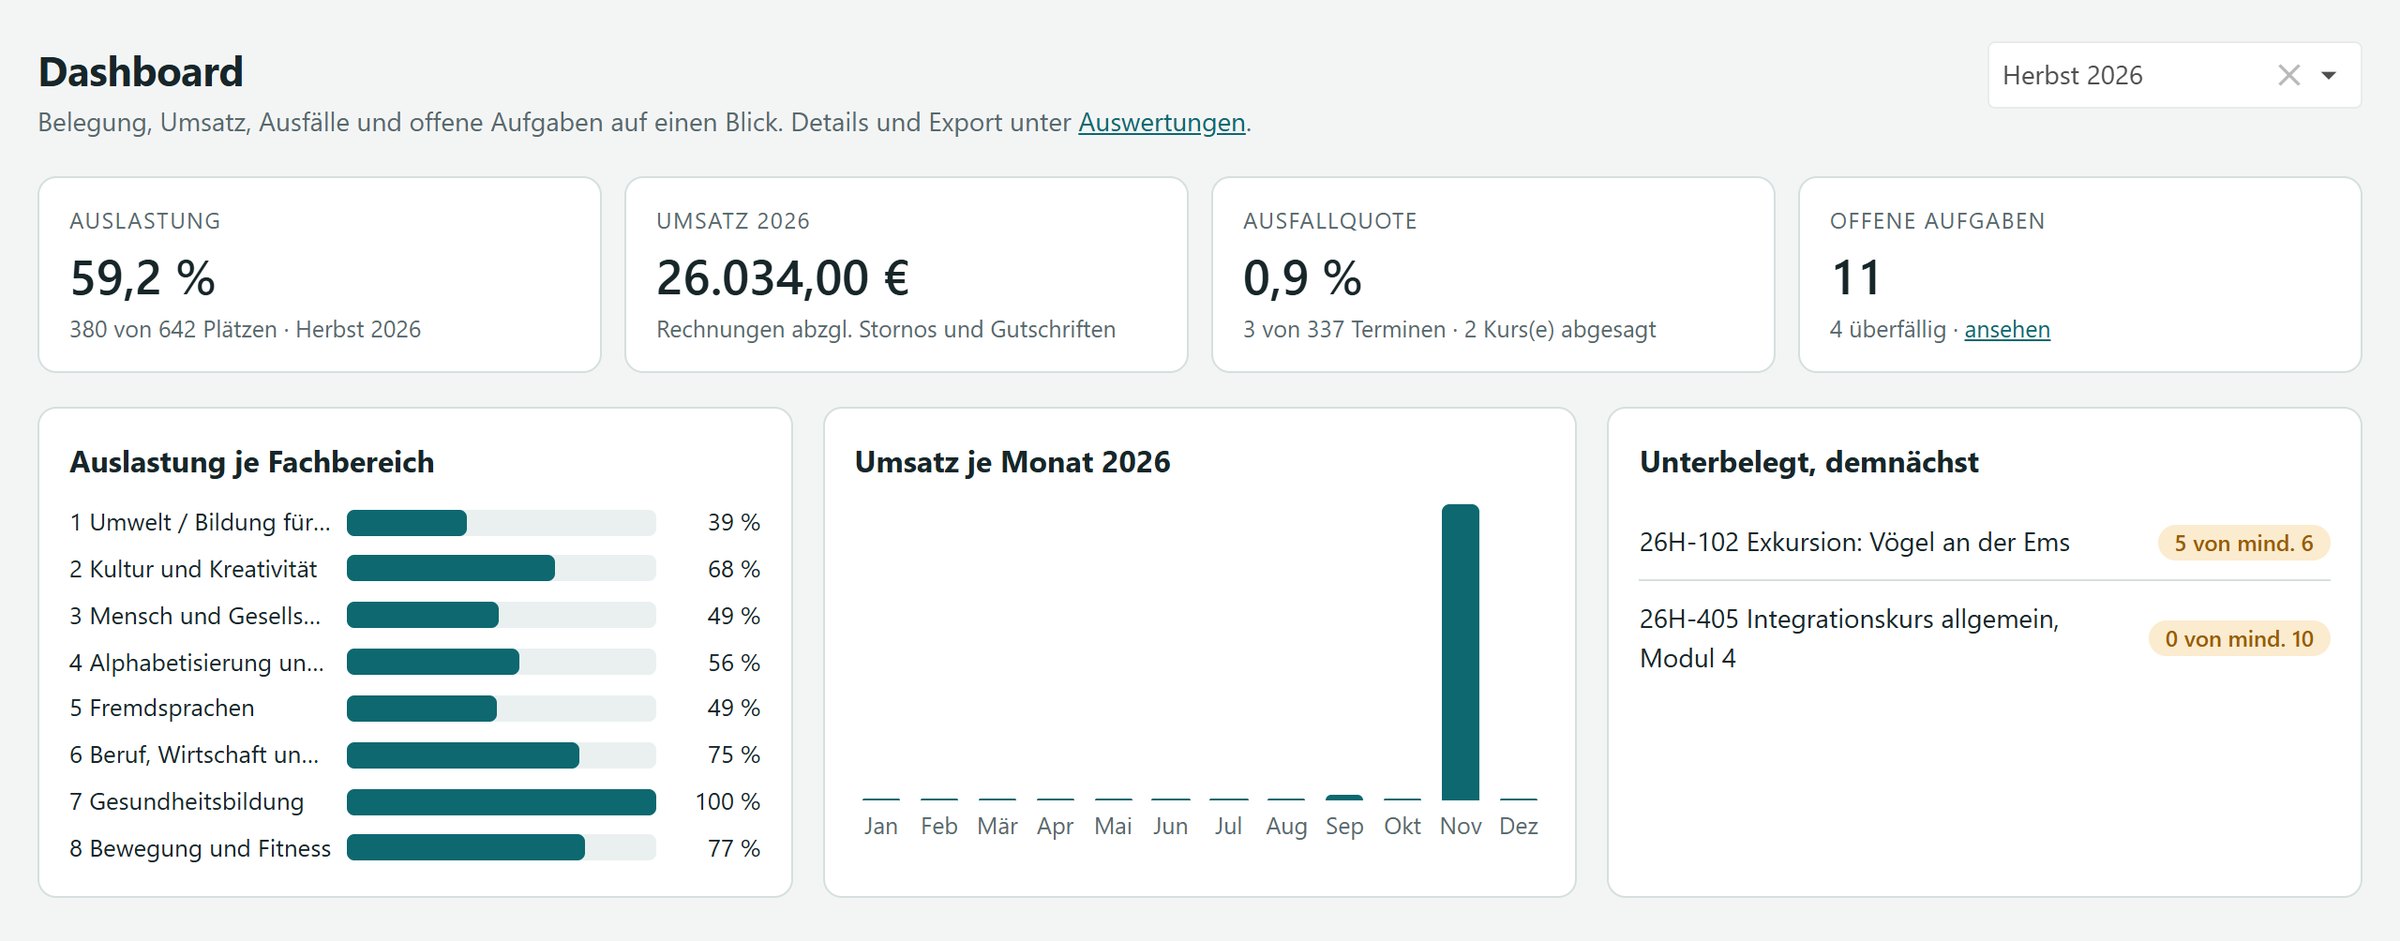 Dashboard
Herbst 2026
Belegung, Umsatz, Ausfälle und offene Aufgaben auf einen Blick. Details und Export unter Auswertungen.
AUSLASTUNG
59,2 %
380 von 642 Plätzen · Herbst 2026
UMSATZ 2026
26.034,00 €
Rechnungen abzgl. Stornos und Gutschriften
AUSFALLQUOTE
0,9 %
3 von 337 Terminen · 2 Kurs(e) abgesagt
OFFENE AUFGABEN
11
4 überfällig · ansehen
Auslastung je Fachbereich
1 Umwelt / Bildung für... 39 %
2 Kultur und Kreativität 68 %
3 Mensch und Gesells... 49 %
4 Alphabetisierung un... 56 %
5 Fremdsprachen 49 %
6 Beruf, Wirtschaft un... 75 %
7 Gesundheitsbildung 100 %
8 Bewegung und Fitness 77 %
Umsatz je Monat 2026
Jan Feb Mär Apr Mai Jun Jul Aug Sep Okt Nov Dez
Unterbelegt, demnächst
26H-102 Exkursion: Vögel an der Ems
5 von mind. 6
26H-405 Integrationskurs allgemein,
Modul 4
0 von mind. 10